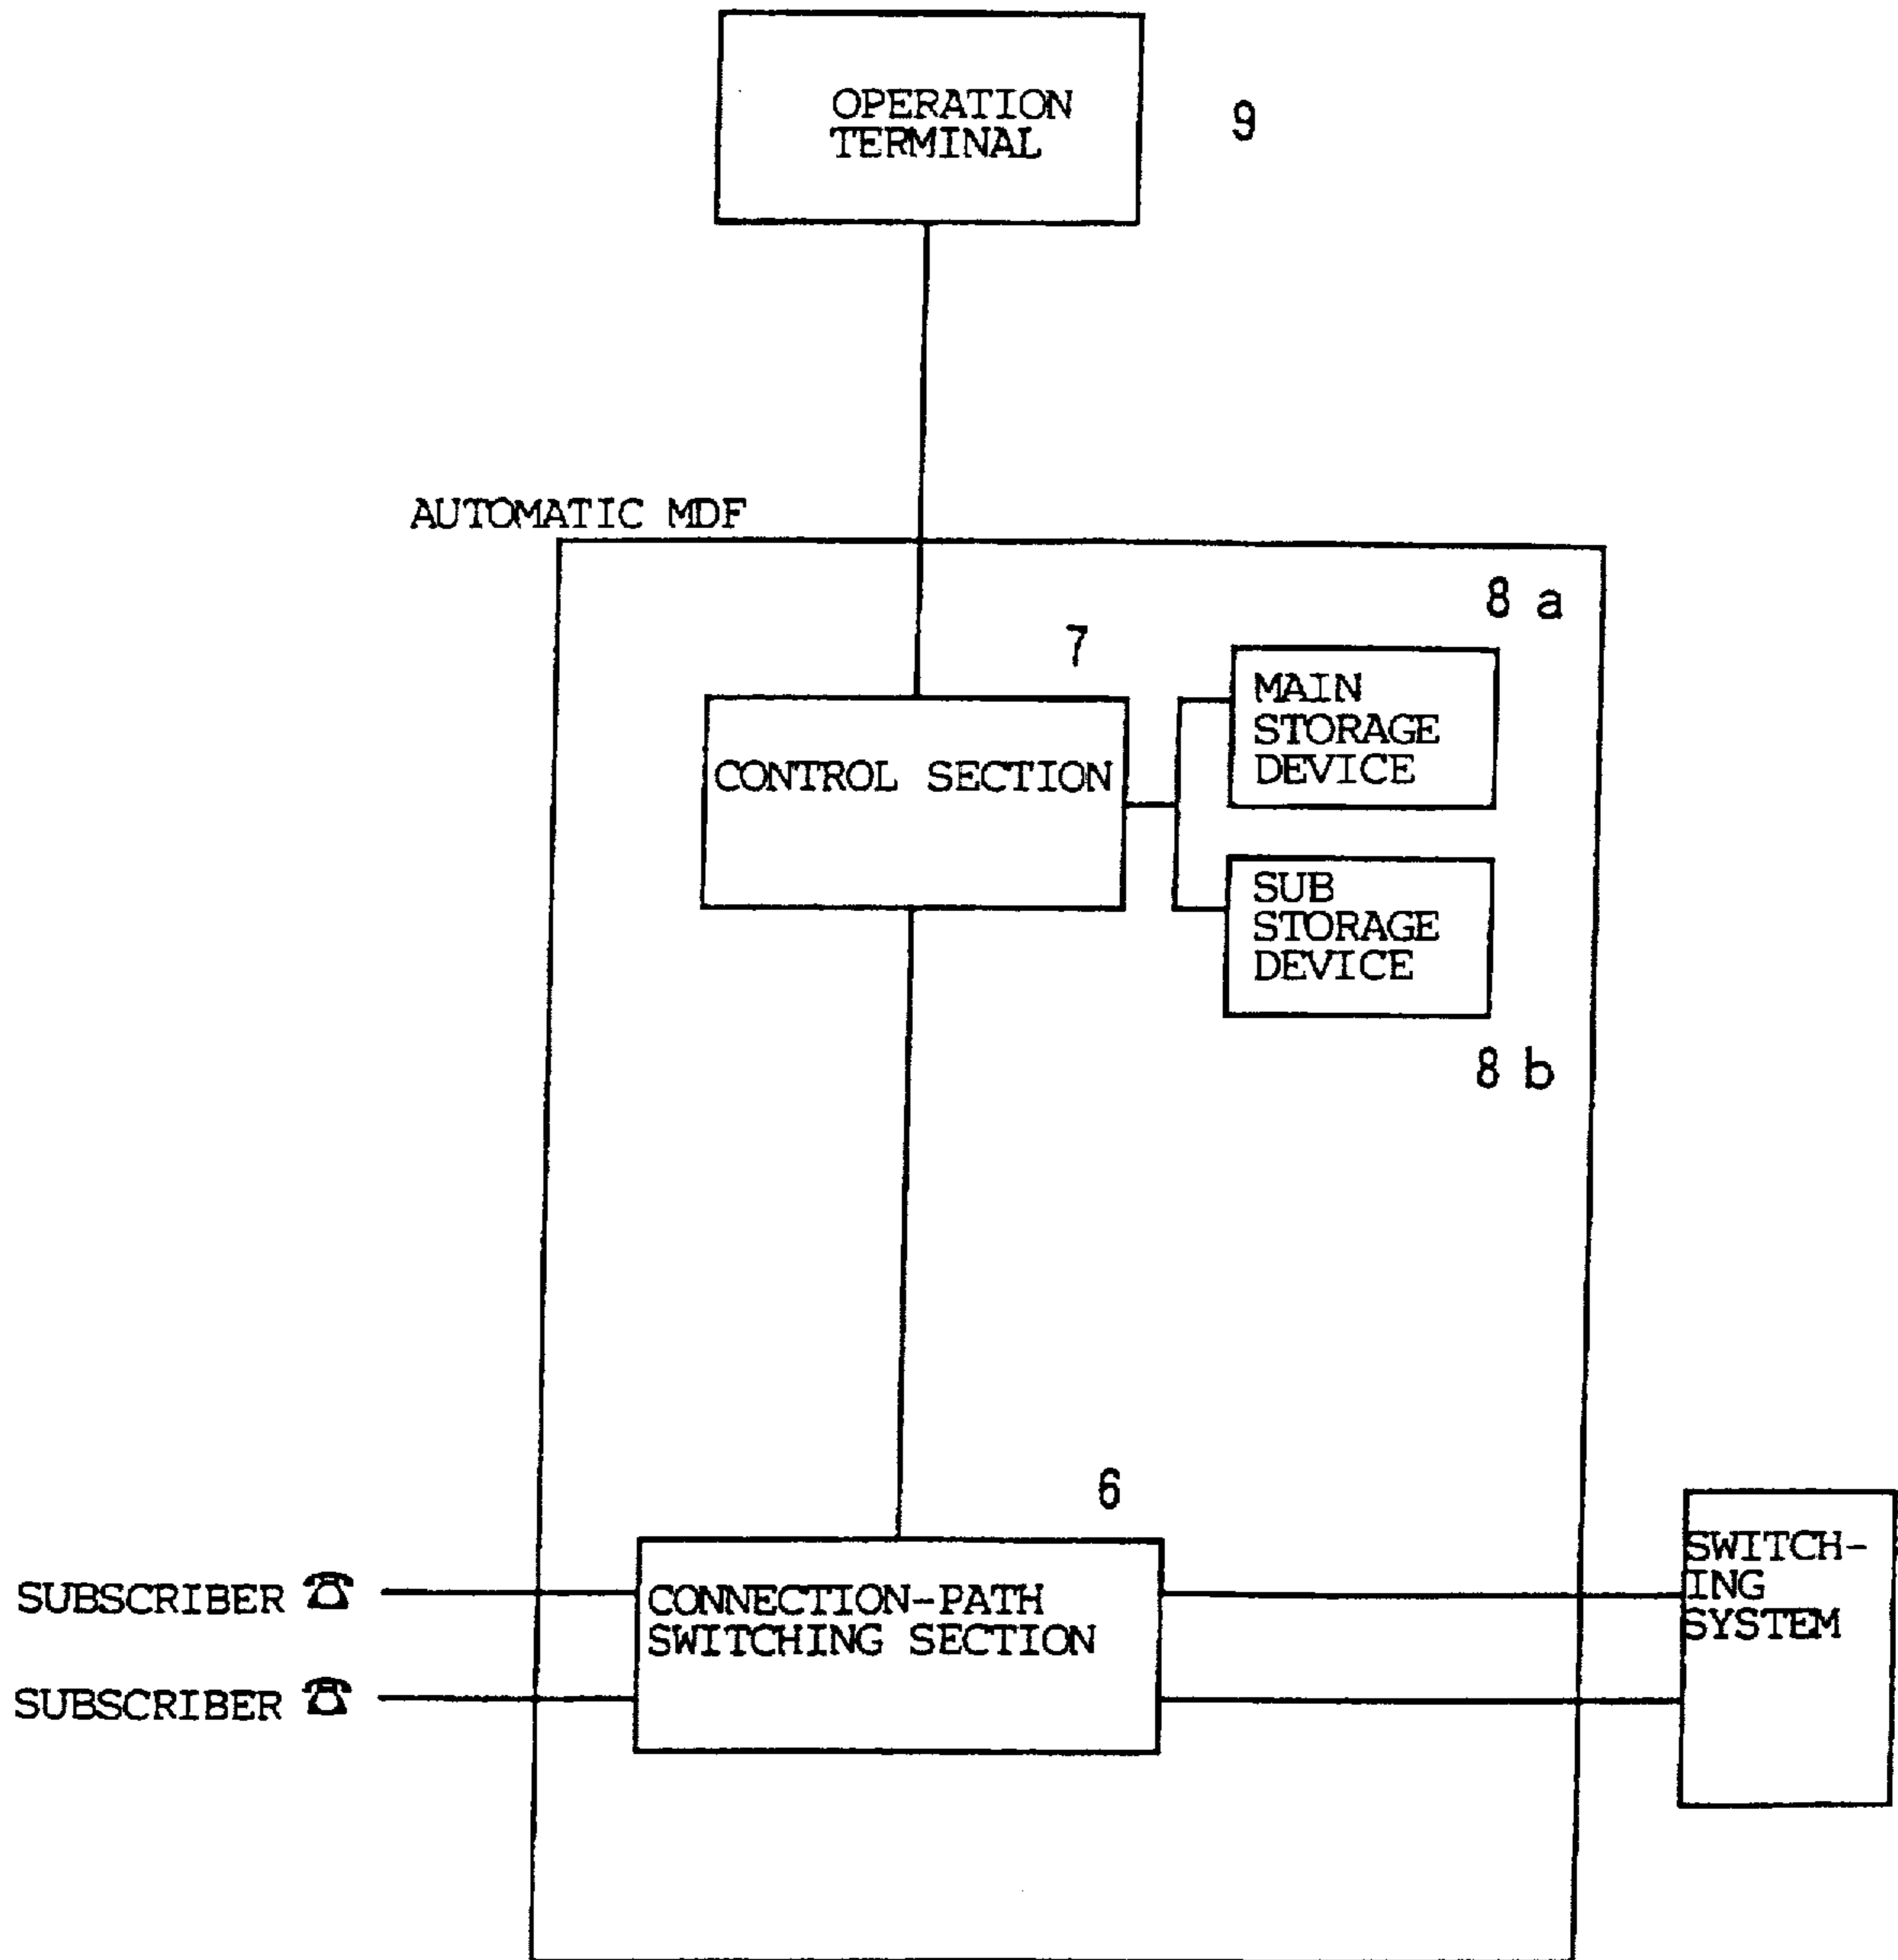 OPERATION
TERMINAL
9
AUTOMATIC MDF
8 a
7
MAIN
STORAGE
DEVICE
CONTROL SECTION
SUB
STORAGE
DEVICE
8 b
6
SWITCH-
ING
SYSTEM
SUBSCRIBER
CONNECTION-PATH
SWITCHING SECTION
SUBSCRIBER